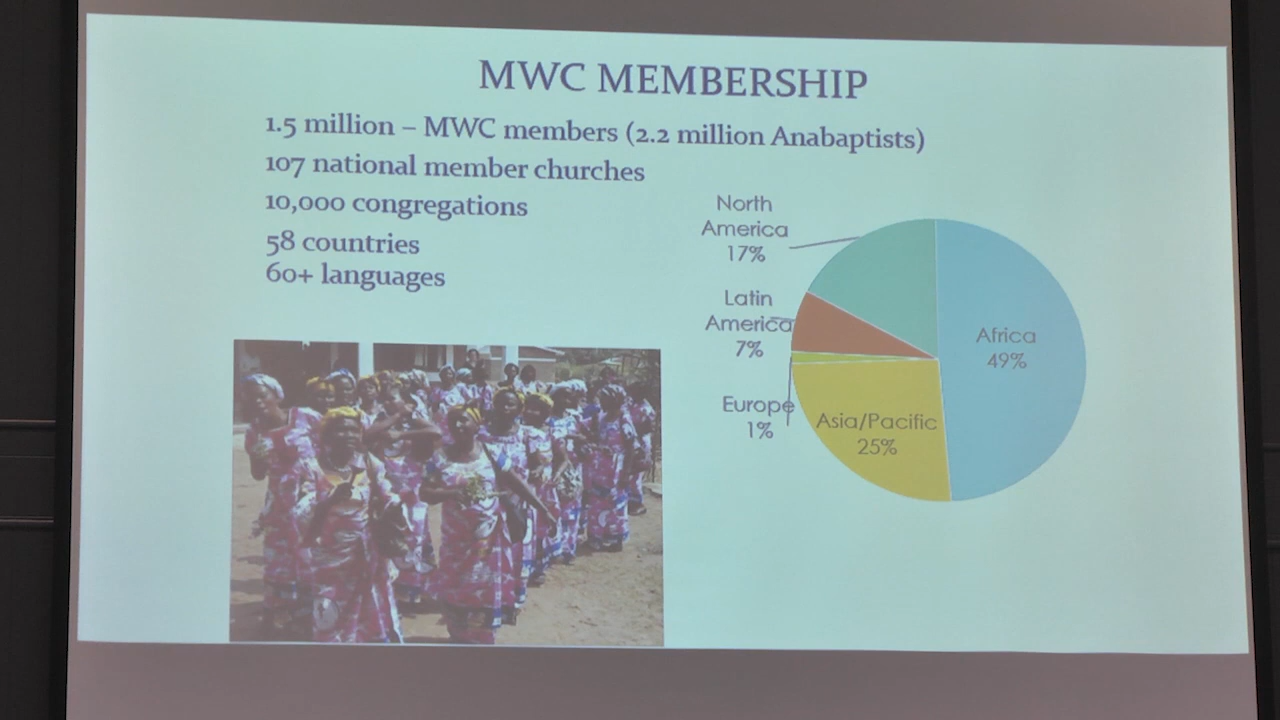 MWC MEMBERSHIP
1.5 million – MWC members (2.2 million Anabaptists)
107 national member churches
10,000 congregations
58 countries
60+ languages
North
America
17%
Latin
America
7%
Europe
1%
Africa
49%
Asia/Pacific
25%